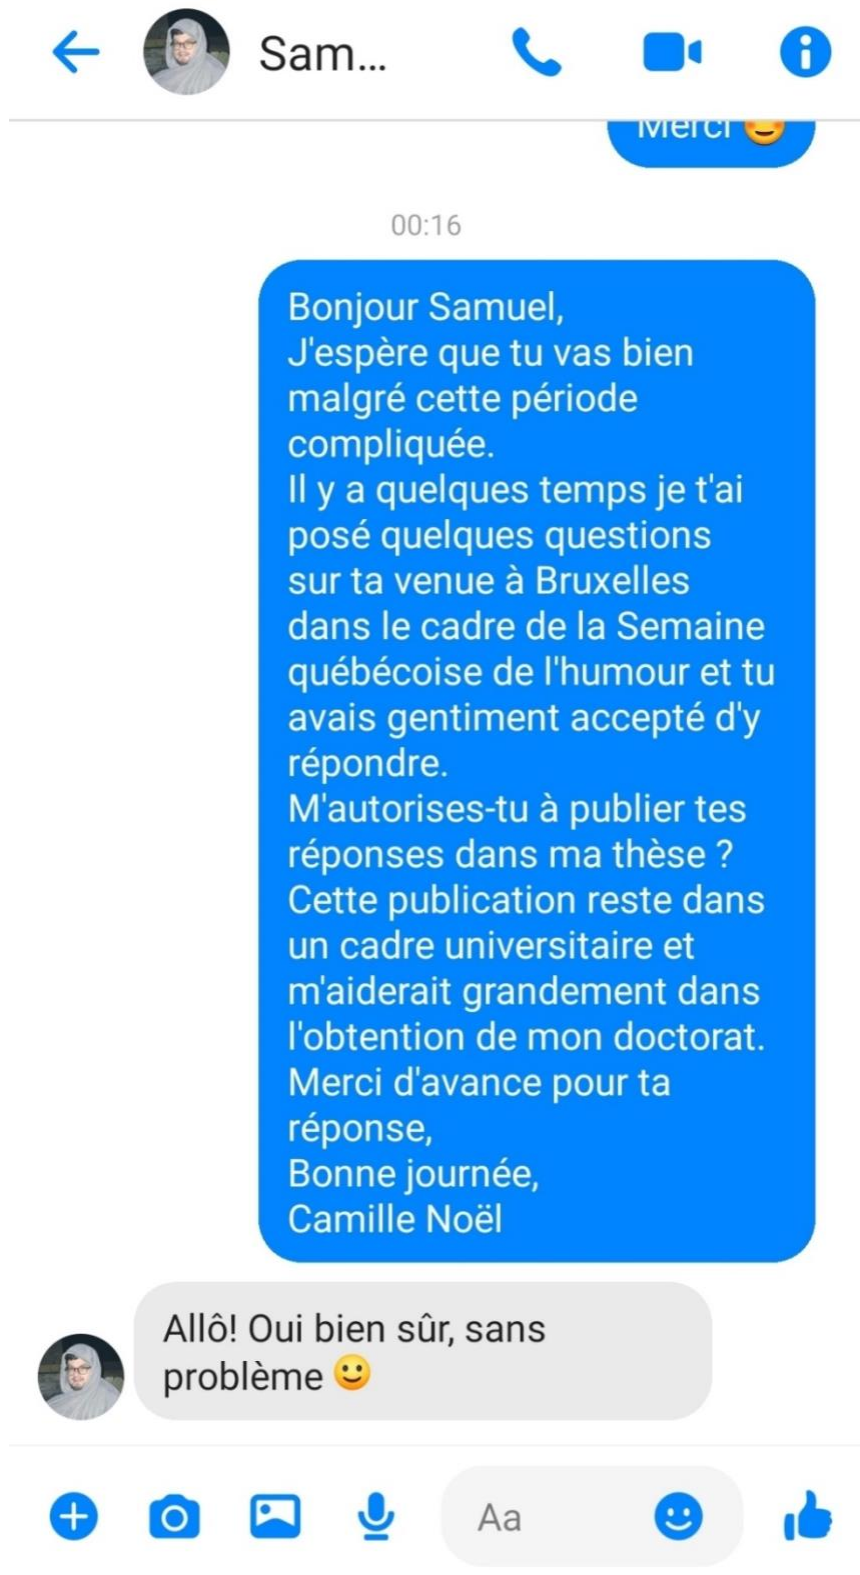 Sam...
Merci 😊
00:16
Bonjour Samuel,
J'espère que tu vas bien
malgré cette période
compliquée.
Il y a quelques temps je t'ai
posé quelques questions
sur ta venue à Bruxelles
dans le cadre de la Semaine
québécoise de l'humour et tu
avais gentiment accepté d'y
répondre.
M'autorises-tu à publier tes
réponses dans ma thèse ?
Cette publication reste dans
un cadre universitaire et
m'aiderait grandement dans
l'obtention de mon doctorat.
Merci d'avance pour ta
réponse,
Bonne journée,
Camille Noël
Allô! Oui bien sûr, sans
problème 🙂
Aa